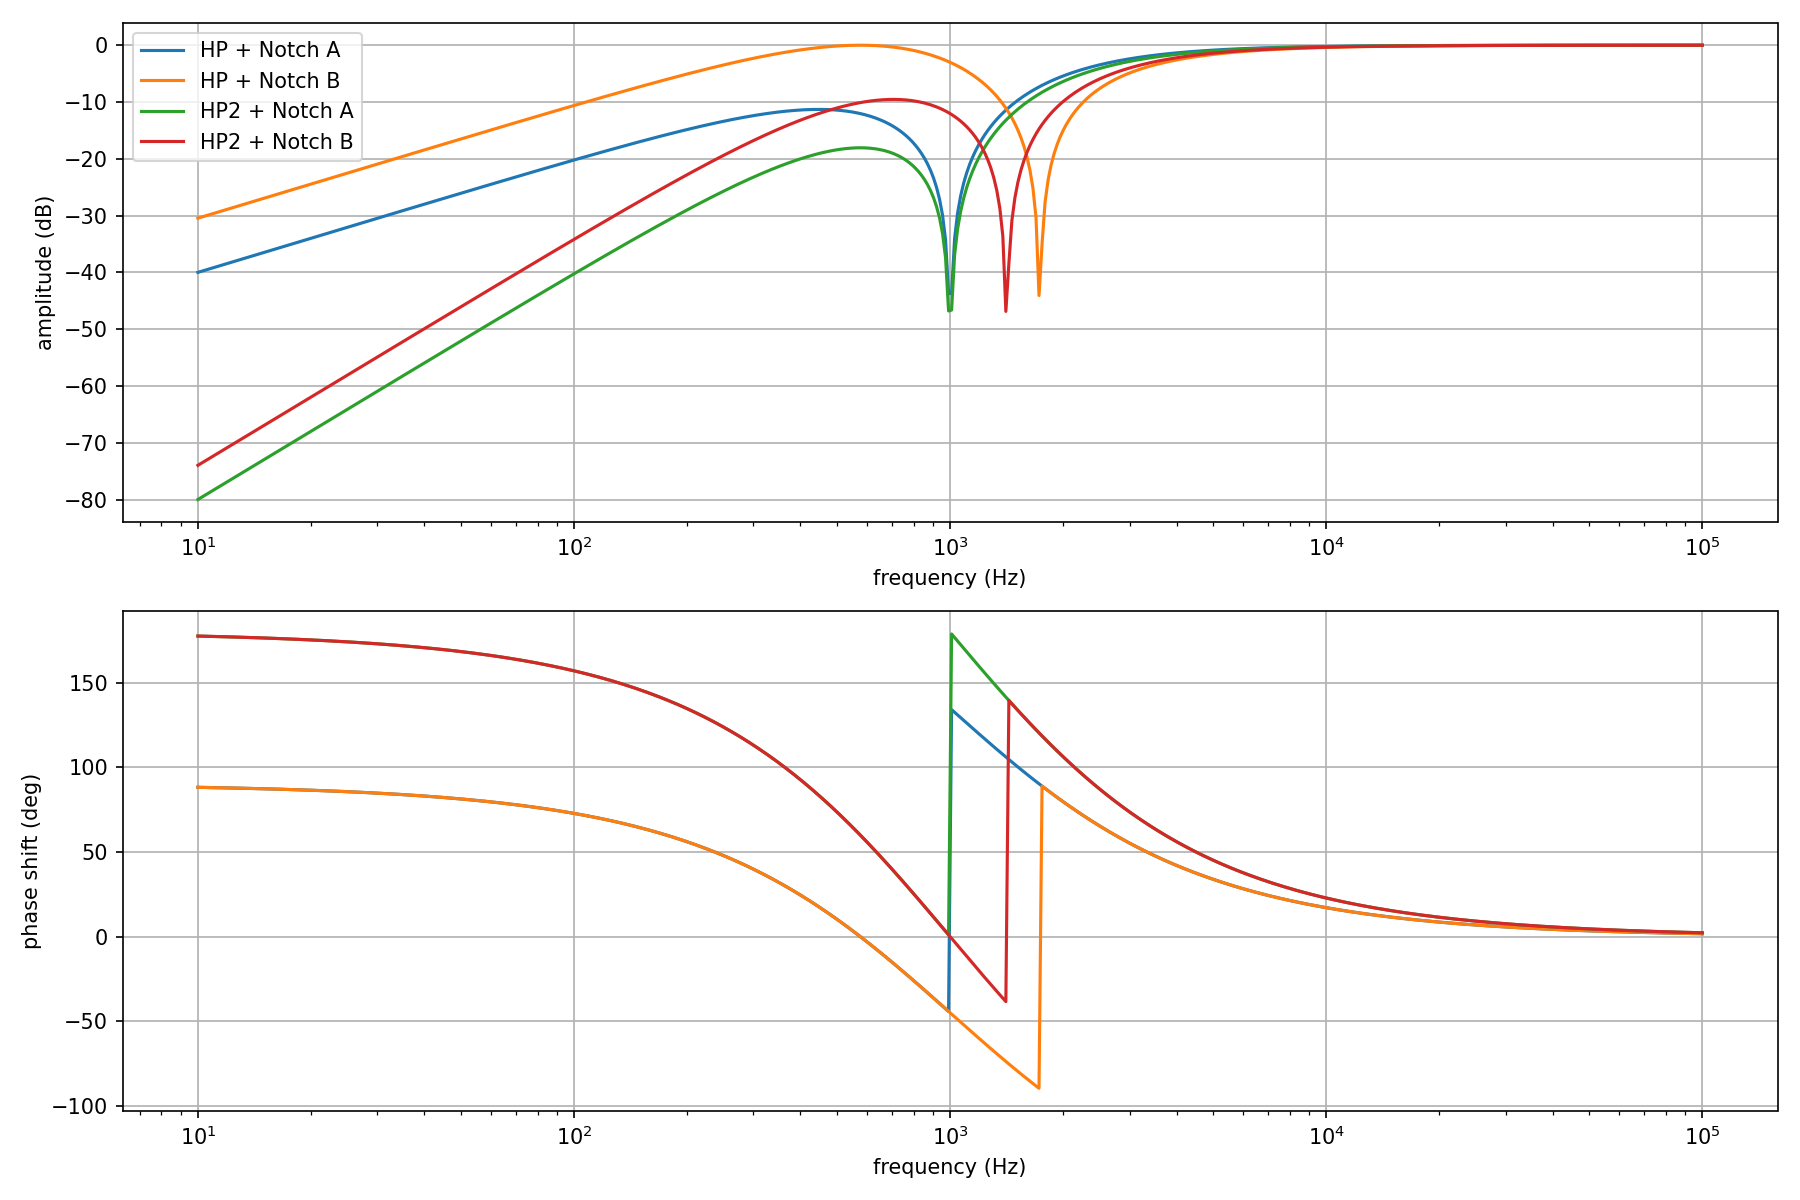 HP + Notch A
HP + Notch B
HP2 + Notch A
HP2 + Notch B
amplitude (dB)
0
−10
−20
−30
−40
−50
−60
−70
−80
10¹ 10² 10³ 10⁴ 10⁵
frequency (Hz)
phase shift (deg)
150
100
50
0
−50
−100
10¹ 10² 10³ 10⁴ 10⁵
frequency (Hz)